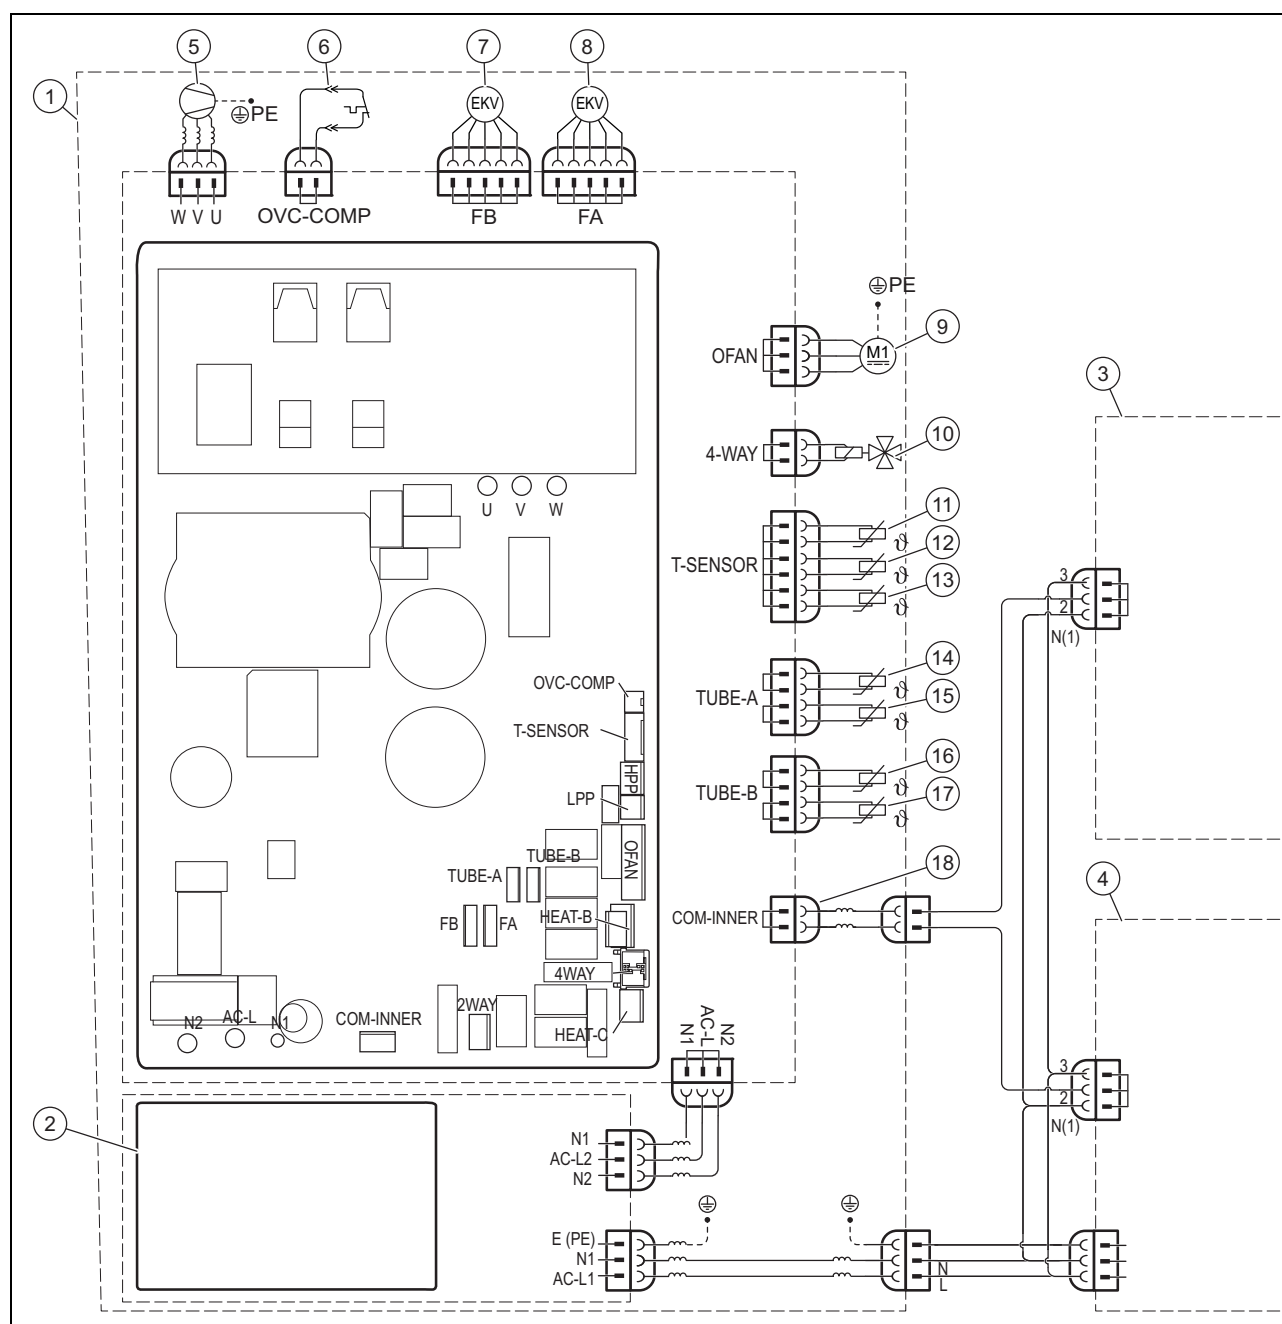 5
6
7
8
1
EKV
EKV
PE
W V U
OVC-COMP
FB
FA
PE
9
OFAN
M1
3
4-WAY
10
U V W
11
T-SENSOR
ϑ
12
ϑ
13
ϑ
3
2
N(1)
14
OVC-COMP
TUBE-A
ϑ
15
ϑ
T-SENSOR
16
HPP
LPP
TUBE-B
ϑ
17
ϑ
OFAN
TUBE-B
TUBE-A
18
4
FB
FA
HEAT-B
COM-INNER
4WAY
2WAY
N2
AC-L
N1
COM-INNER
HEAT-C
N1
AC-L
N2
3
2
N(1)
2
N1
AC-L2
N2
E (PE)
N1
AC-L1
N
L